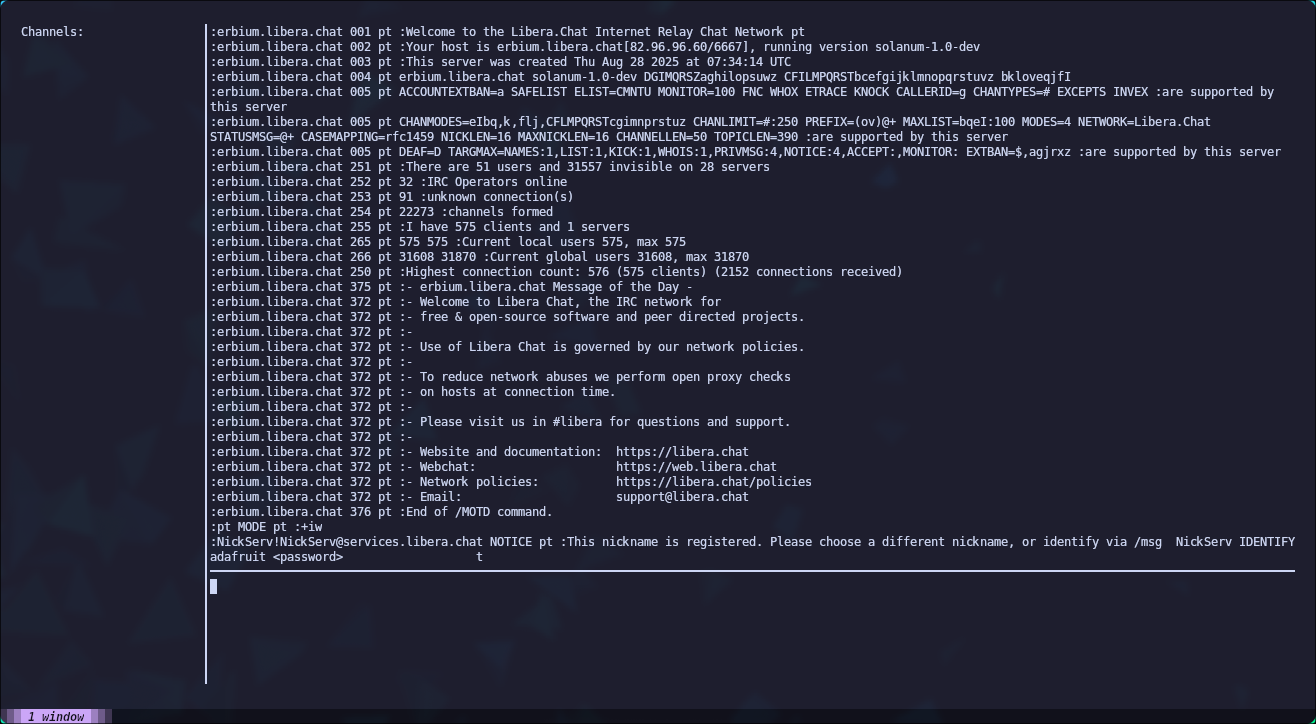 Channels:
:erbium.libera.chat 001 pt :Welcome to the Libera.Chat Internet Relay Chat Network pt
:erbium.libera.chat 002 pt :Your host is erbium.libera.chat[82.96.96.60/6667], running version solanum-1.0-dev
:erbium.libera.chat 003 pt :This server was created Thu Aug 28 2025 at 07:34:14 UTC
:erbium.libera.chat 004 pt erbium.libera.chat solanum-1.0-dev DGIMQRSZaghilopsuwz CFILMPQRSTbcefgijklmnopqrstuvz bkloveqjfI
:erbium.libera.chat 005 pt ACCOUNTEXTBAN=a SAFELIST ELIST=CMNTU MONITOR=100 FNC WHOX ETRACE KNOCK CALLERID=g CHANTYPES=# EXCEPTS INVEX :are supported by
this server
:erbium.libera.chat 005 pt CHANMODES=eIbq,k,flj,CFLMPQRSTcgimnprstuz CHANLIMIT=#:250 PREFIX=(ov)@+ MAXLIST=bqeI:100 MODES=4 NETWORK=Libera.Chat
STATUSMSG=@+ CASEMAPPING=rfc1459 NICKLEN=16 MAXNICKLEN=16 CHANNELLEN=50 TOPICLEN=390 :are supported by this server
:erbium.libera.chat 005 pt DEAF=D TARGMAX=NAMES:1,LIST:1,KICK:1,WHOIS:1,PRIVMSG:4,NOTICE:4,ACCEPT:,MONITOR: EXTBAN=$,agjrxz :are supported by this server
:erbium.libera.chat 251 pt :There are 51 users and 31557 invisible on 28 servers
:erbium.libera.chat 252 pt 32 :IRC Operators online
:erbium.libera.chat 253 pt 91 :unknown connection(s)
:erbium.libera.chat 254 pt 22273 :channels formed
:erbium.libera.chat 255 pt :I have 575 clients and 1 servers
:erbium.libera.chat 265 pt 575 575 :Current local users 575, max 575
:erbium.libera.chat 266 pt 31608 31870 :Current global users 31608, max 31870
:erbium.libera.chat 250 pt :Highest connection count: 576 (575 clients) (2152 connections received)
:erbium.libera.chat 375 pt :- erbium.libera.chat Message of the Day -
:erbium.libera.chat 372 pt :- Welcome to Libera Chat, the IRC network for
:erbium.libera.chat 372 pt :- free & open-source software and peer directed projects.
:erbium.libera.chat 372 pt :-
:erbium.libera.chat 372 pt :- Use of Libera Chat is governed by our network policies.
:erbium.libera.chat 372 pt :-
:erbium.libera.chat 372 pt :- To reduce network abuses we perform open proxy checks
:erbium.libera.chat 372 pt :- on hosts at connection time.
:erbium.libera.chat 372 pt :-
:erbium.libera.chat 372 pt :- Please visit us in #libera for questions and support.
:erbium.libera.chat 372 pt :-
:erbium.libera.chat 372 pt :- Website and documentation:  https://libera.chat
:erbium.libera.chat 372 pt :- Webchat:                    https://web.libera.chat
:erbium.libera.chat 372 pt :- Network policies:           https://libera.chat/policies
:erbium.libera.chat 372 pt :- Email:                      support@libera.chat
:erbium.libera.chat 376 pt :End of /MOTD command.
:pt MODE pt :+iw
:NickServ!NickServ@services.libera.chat NOTICE pt :This nickname is registered. Please choose a different nickname, or identify via /msg  NickServ IDENTIFY
adafruit <password>                   t
1 window